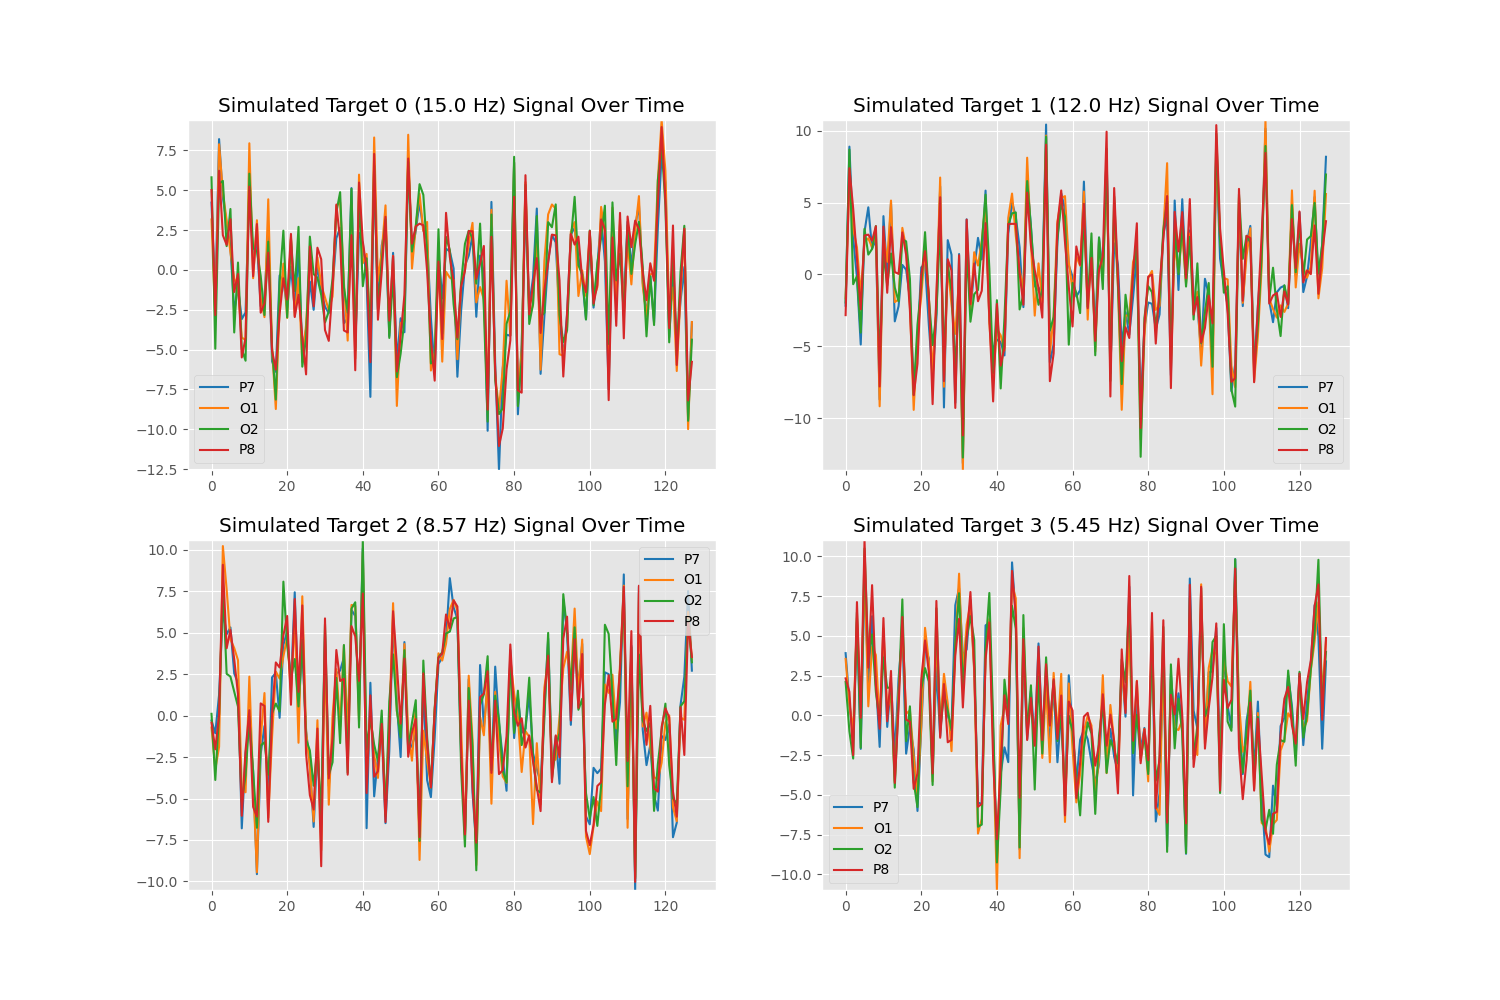 Simulated Target 0 (15.0 Hz) Signal Over Time
7.5
5.0
2.5
0.0
−2.5
−5.0
−7.5
−10.0
−12.5
0 20 40 60 80 100 120
P7
O1
O2
P8
Simulated Target 1 (12.0 Hz) Signal Over Time
10
5
0
−5
−10
0 20 40 60 80 100 120
P7
O1
O2
P8
Simulated Target 2 (8.57 Hz) Signal Over Time
10.0
7.5
5.0
2.5
0.0
−2.5
−5.0
−7.5
−10.0
0 20 40 60 80 100 120
P7
O1
O2
P8
Simulated Target 3 (5.45 Hz) Signal Over Time
10.0
7.5
5.0
2.5
0.0
−2.5
−5.0
−7.5
−10.0
0 20 40 60 80 100 120
P7
O1
O2
P8